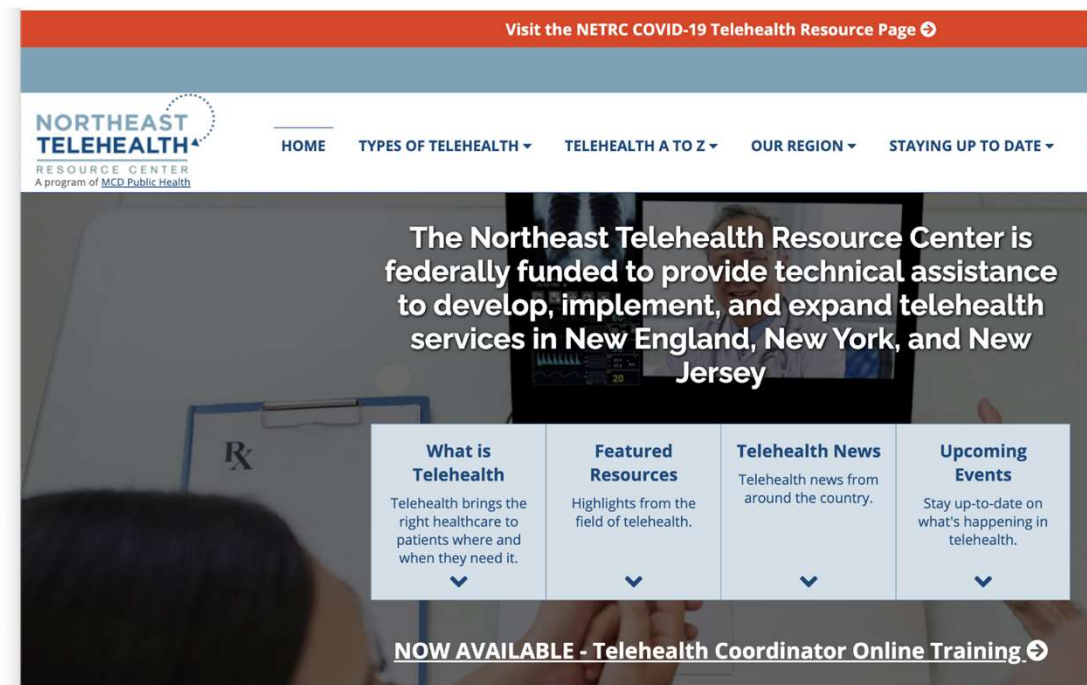 Visit the NETRC COVID-19 Telehealth Resource Page
NORTHEAST
TELEHEALTH
RESOURCE CENTER
A program of MCD Public Health
HOME
TYPES OF TELEHEALTH
TELEHEALTH A TO Z
OUR REGION
STAYING UP TO DATE
The Northeast Telehealth Resource Center is
federally funded to provide technical assistance
to develop, implement, and expand telehealth
services in New England, New York, and New
Jersey
Rx
20
What is
Telehealth
Telehealth brings the
right healthcare to
patients where and
when they need it.
Featured
Resources
Highlights from the
field of telehealth.
Telehealth News
Telehealth news from
around the country.
Upcoming
Events
Stay up-to-date on
what's happening in
telehealth.
NOW AVAILABLE - Telehealth Coordinator Online Training